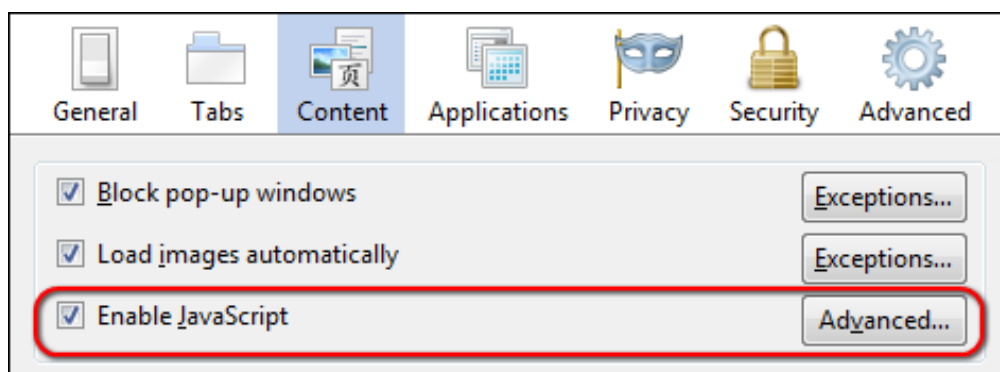 页
General Tabs Content Applications Privacy Security Advanced
Block pop-up windows Exceptions...
Load images automatically Exceptions...
Enable JavaScript Advanced...